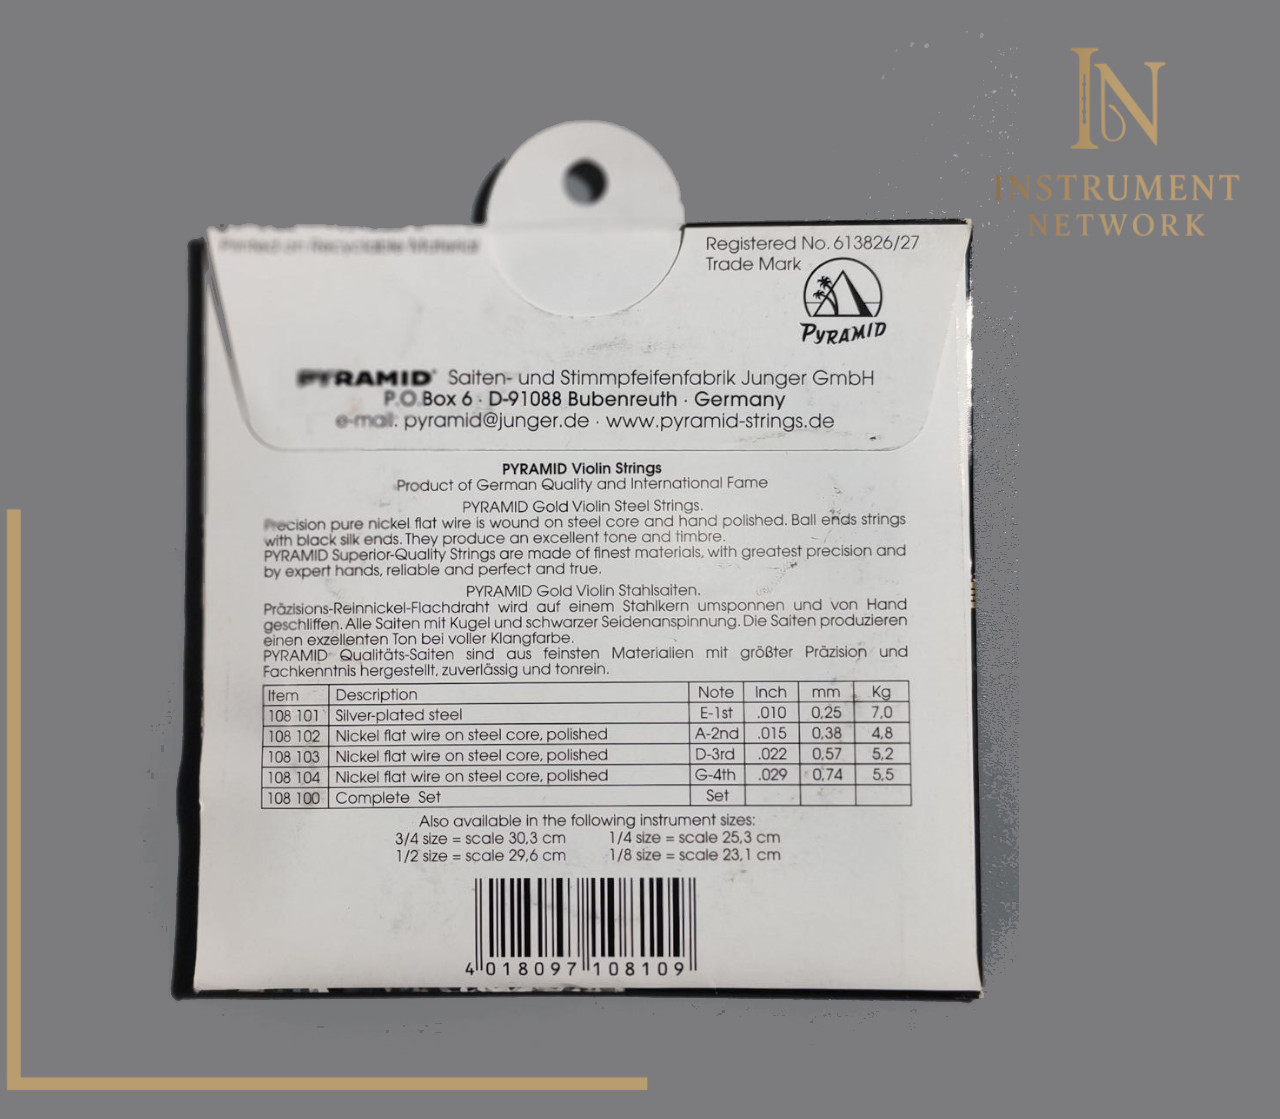 IN
INSTRUMENT
NETWORK
Printed on Recyclable Material
Registered No. 613826/27
Trade Mark
PYRAMID
PYRAMID® Saiten- und Stimmpfeifenfabrik Junger GmbH
P.O.Box 6 · D-91088 Bubenreuth · Germany
e-mail: pyramid@junger.de · www.pyramid-strings.de
PYRAMID Violin Strings
Product of German Quality and International Fame
PYRAMID Gold Violin Steel Strings.
Precision pure nickel flat wire is wound on steel core and hand polished. Ball ends strings
with black silk ends. They produce an excellent tone and timbre.
PYRAMID Superior-Quality Strings are made of finest materials, with greatest precision and
by expert hands, reliable and perfect and true.
PYRAMID Gold Violin Stahlsaiten.
Präzisions-Reinnickel-Flachdraht wird auf einem Stahlkern umsponnen und von Hand
geschliffen. Alle Saiten mit Kugel und schwarzer Seidenanspinnung. Die Saiten produzieren
einen exzellenten Ton bei voller Klangfarbe.
PYRAMID Qualitäts-Saiten sind aus feinsten Materialien mit größter Präzision und
Fachkenntnis hergestellt, zuverlässig und tonrein.
Item Description Note Inch mm Kg
108 101 Silver-plated steel E-1st .010 0,25 7,0
108 102 Nickel flat wire on steel core, polished A-2nd .015 0,38 4,8
108 103 Nickel flat wire on steel core, polished D-3rd .022 0,57 5,2
108 104 Nickel flat wire on steel core, polished G-4th .029 0,74 5,5
108 100 Complete Set Set
Also available in the following instrument sizes:
3/4 size = scale 30,3 cm 1/4 size = scale 25,3 cm
1/2 size = scale 29,6 cm 1/8 size = scale 23,1 cm
4 018097 108109